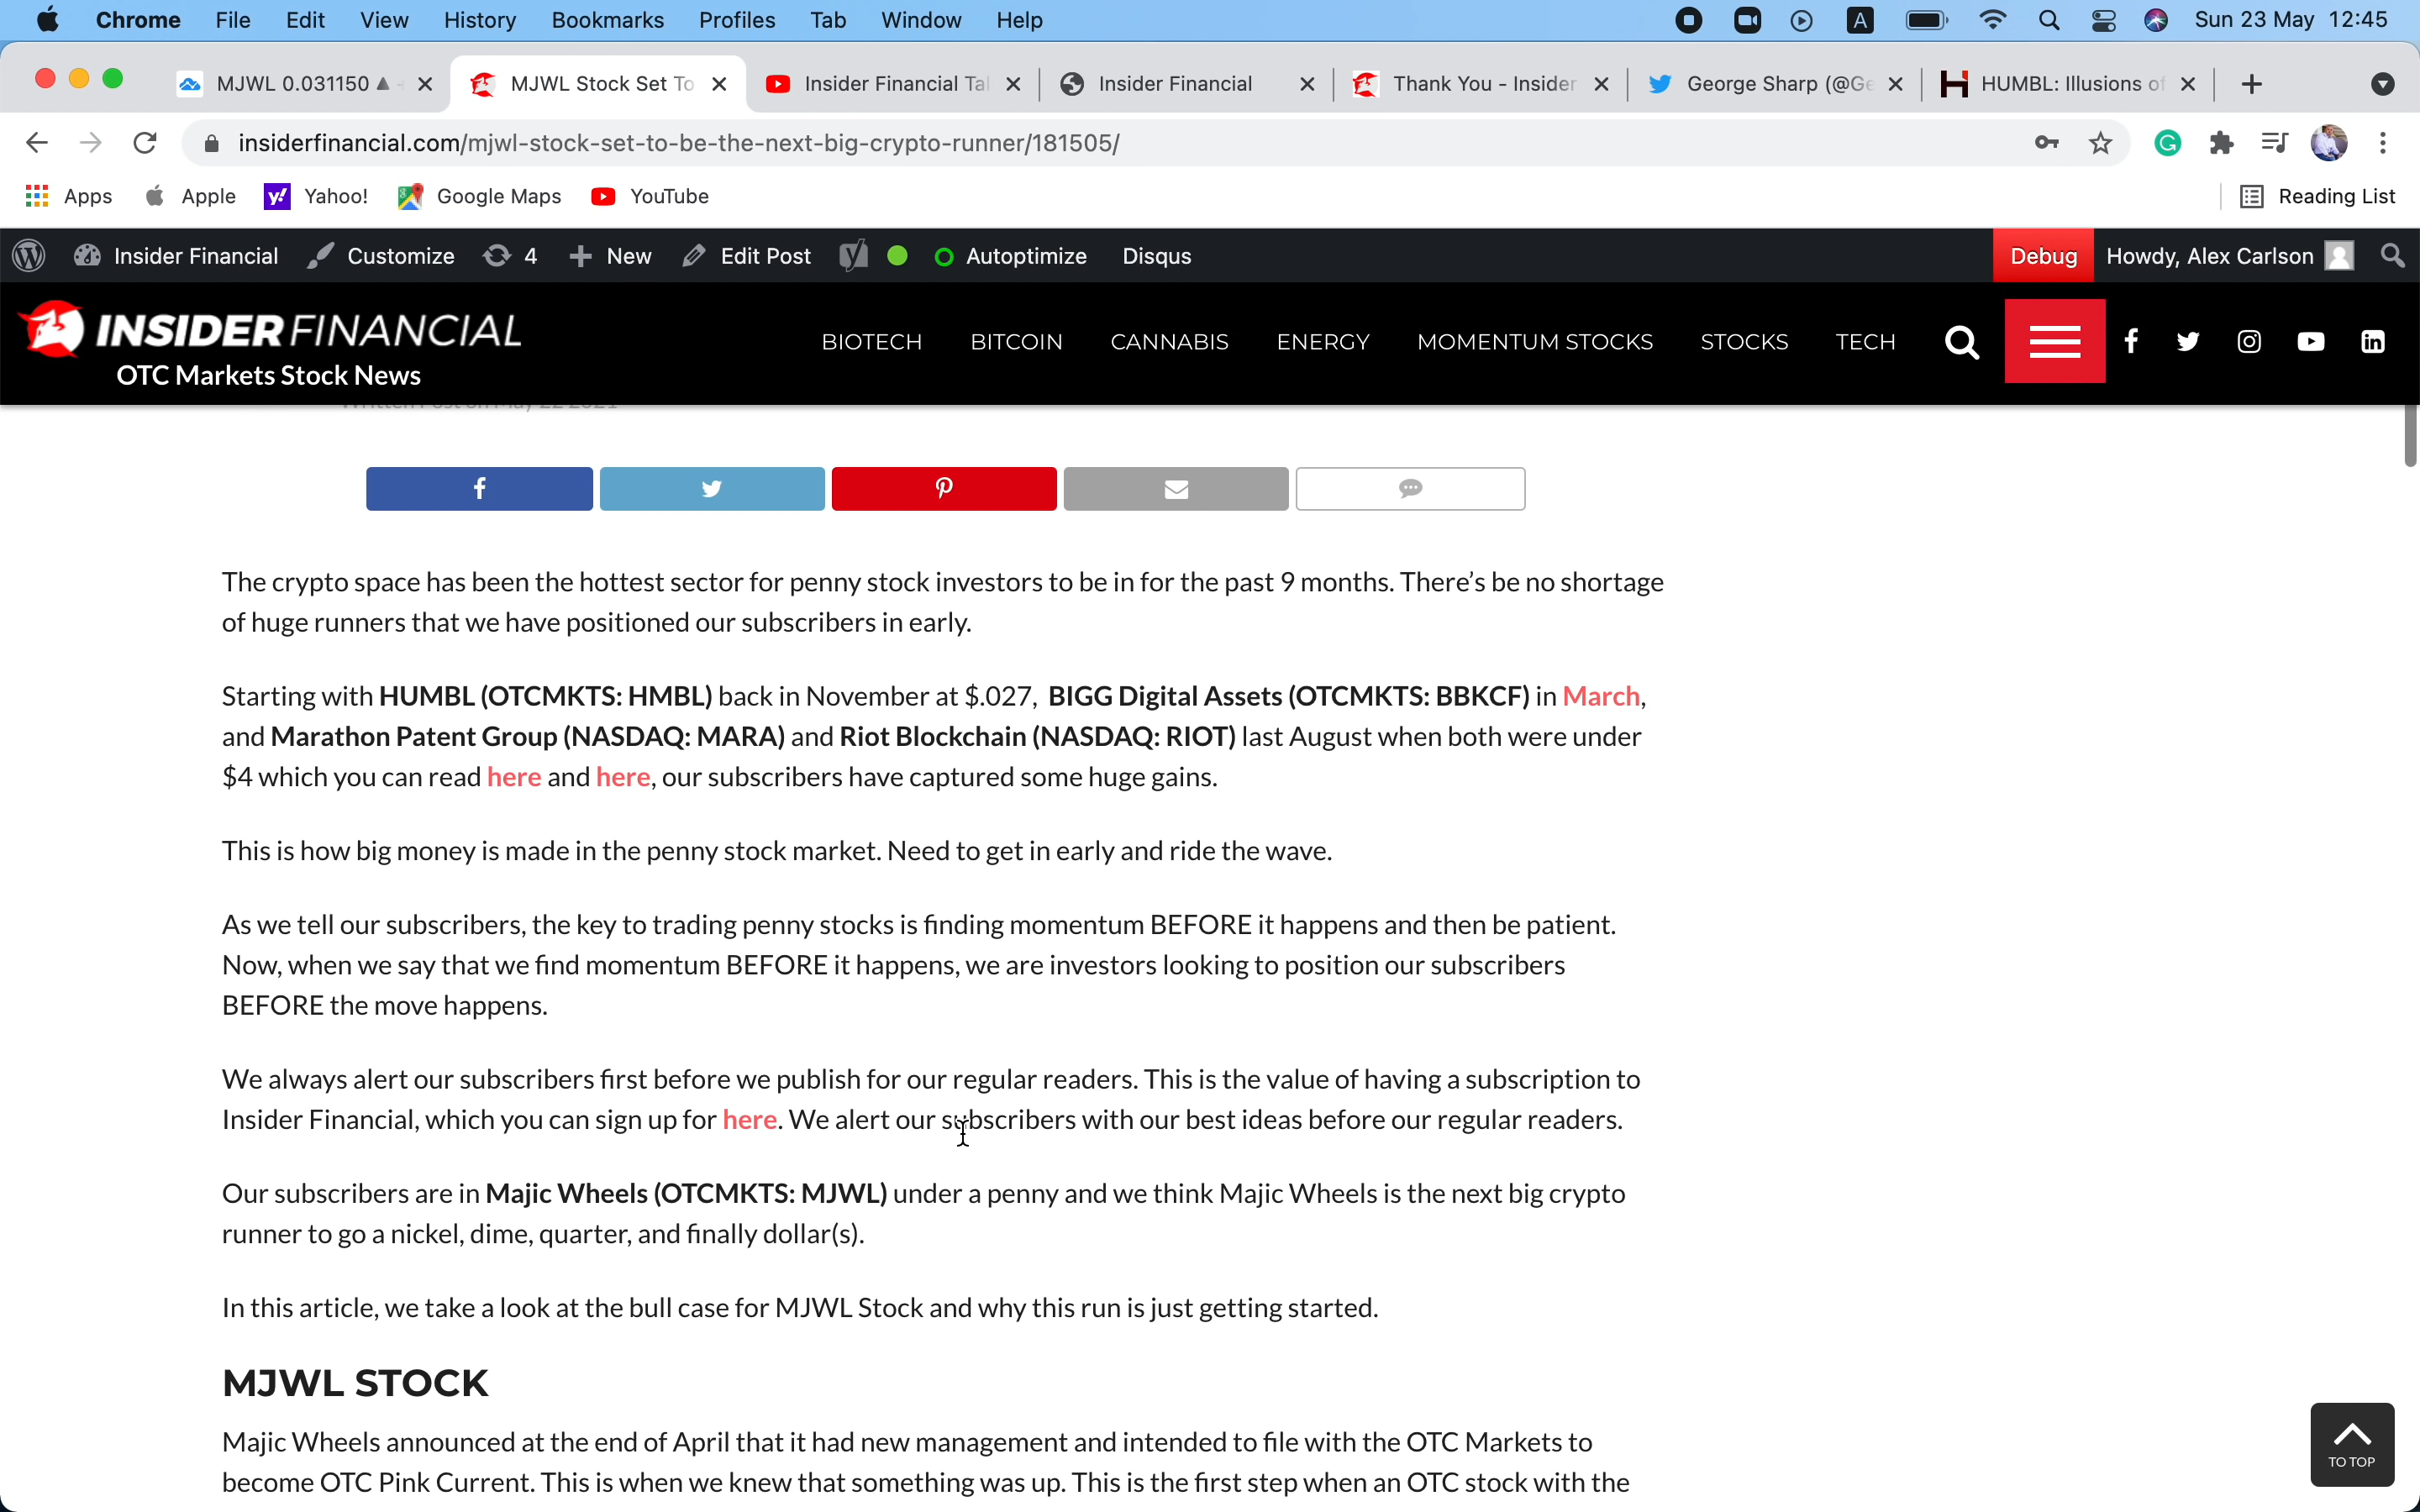 Chrome File Edit View History Bookmarks Profiles Tab Window Help A Sun 23 May 12:45
MJWL 0.031150 ▲ MJWL Stock Set To Insider Financial Tal Insider Financial Thank You - Insider George Sharp (@Ge HUMBL: Illusions of
insiderfinancial.com/mjwl-stock-set-to-be-the-next-big-crypto-runner/181505/
Apps Apple Yahoo! Google Maps YouTube Reading List
Insider Financial Customize 4 New Edit Post Autoptimize Disqus Debug Howdy, Alex Carlson
INSIDER FINANCIAL
OTC Markets Stock News
BIOTECH BITCOIN CANNABIS ENERGY MOMENTUM STOCKS STOCKS TECH
The crypto space has been the hottest sector for penny stock investors to be in for the past 9 months. There's be no shortage
of huge runners that we have positioned our subscribers in early.
Starting with HUMBL (OTCMKTS: HMBL) back in November at $.027, BIGG Digital Assets (OTCMKTS: BBKCF) in March,
and Marathon Patent Group (NASDAQ: MARA) and Riot Blockchain (NASDAQ: RIOT) last August when both were under
$4 which you can read here and here, our subscribers have captured some huge gains.
This is how big money is made in the penny stock market. Need to get in early and ride the wave.
As we tell our subscribers, the key to trading penny stocks is finding momentum BEFORE it happens and then be patient.
Now, when we say that we find momentum BEFORE it happens, we are investors looking to position our subscribers
BEFORE the move happens.
We always alert our subscribers first before we publish for our regular readers. This is the value of having a subscription to
Insider Financial, which you can sign up for here. We alert our subscribers with our best ideas before our regular readers.
Our subscribers are in Majic Wheels (OTCMKTS: MJWL) under a penny and we think Majic Wheels is the next big crypto
runner to go a nickel, dime, quarter, and finally dollar(s).
In this article, we take a look at the bull case for MJWL Stock and why this run is just getting started.
MJWL STOCK
Majic Wheels announced at the end of April that it had new management and intended to file with the OTC Markets to
become OTC Pink Current. This is when we knew that something was up. This is the first step when an OTC stock with the
TO TOP